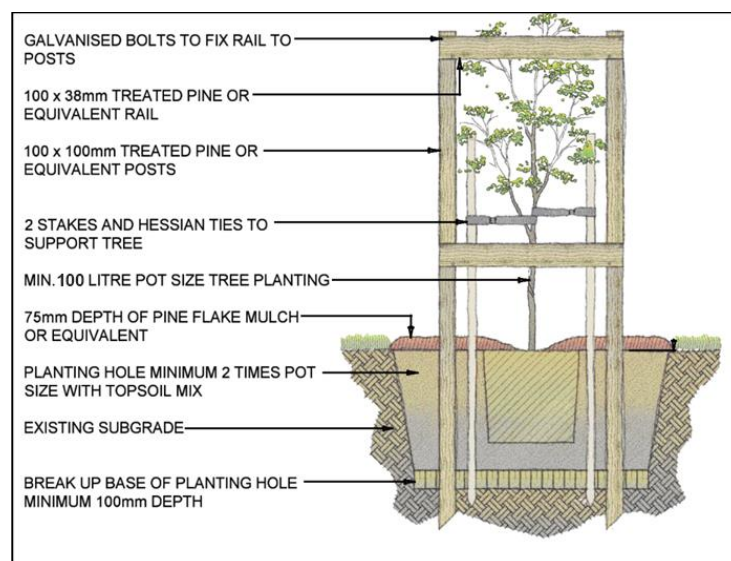 GALVANISED BOLTS TO FIX RAIL TO
POSTS
100 x 38mm TREATED PINE OR
EQUIVALENT RAIL
100 x 100mm TREATED PINE OR
EQUIVALENT POSTS
2 STAKES AND HESSIAN TIES TO
SUPPORT TREE
MIN.100 LITRE POT SIZE TREE PLANTING
75mm DEPTH OF PINE FLAKE MULCH
OR EQUIVALENT
PLANTING HOLE MINIMUM 2 TIMES POT
SIZE WITH TOPSOIL MIX
EXISTING SUBGRADE
BREAK UP BASE OF PLANTING HOLE
MINIMUM 100mm DEPTH